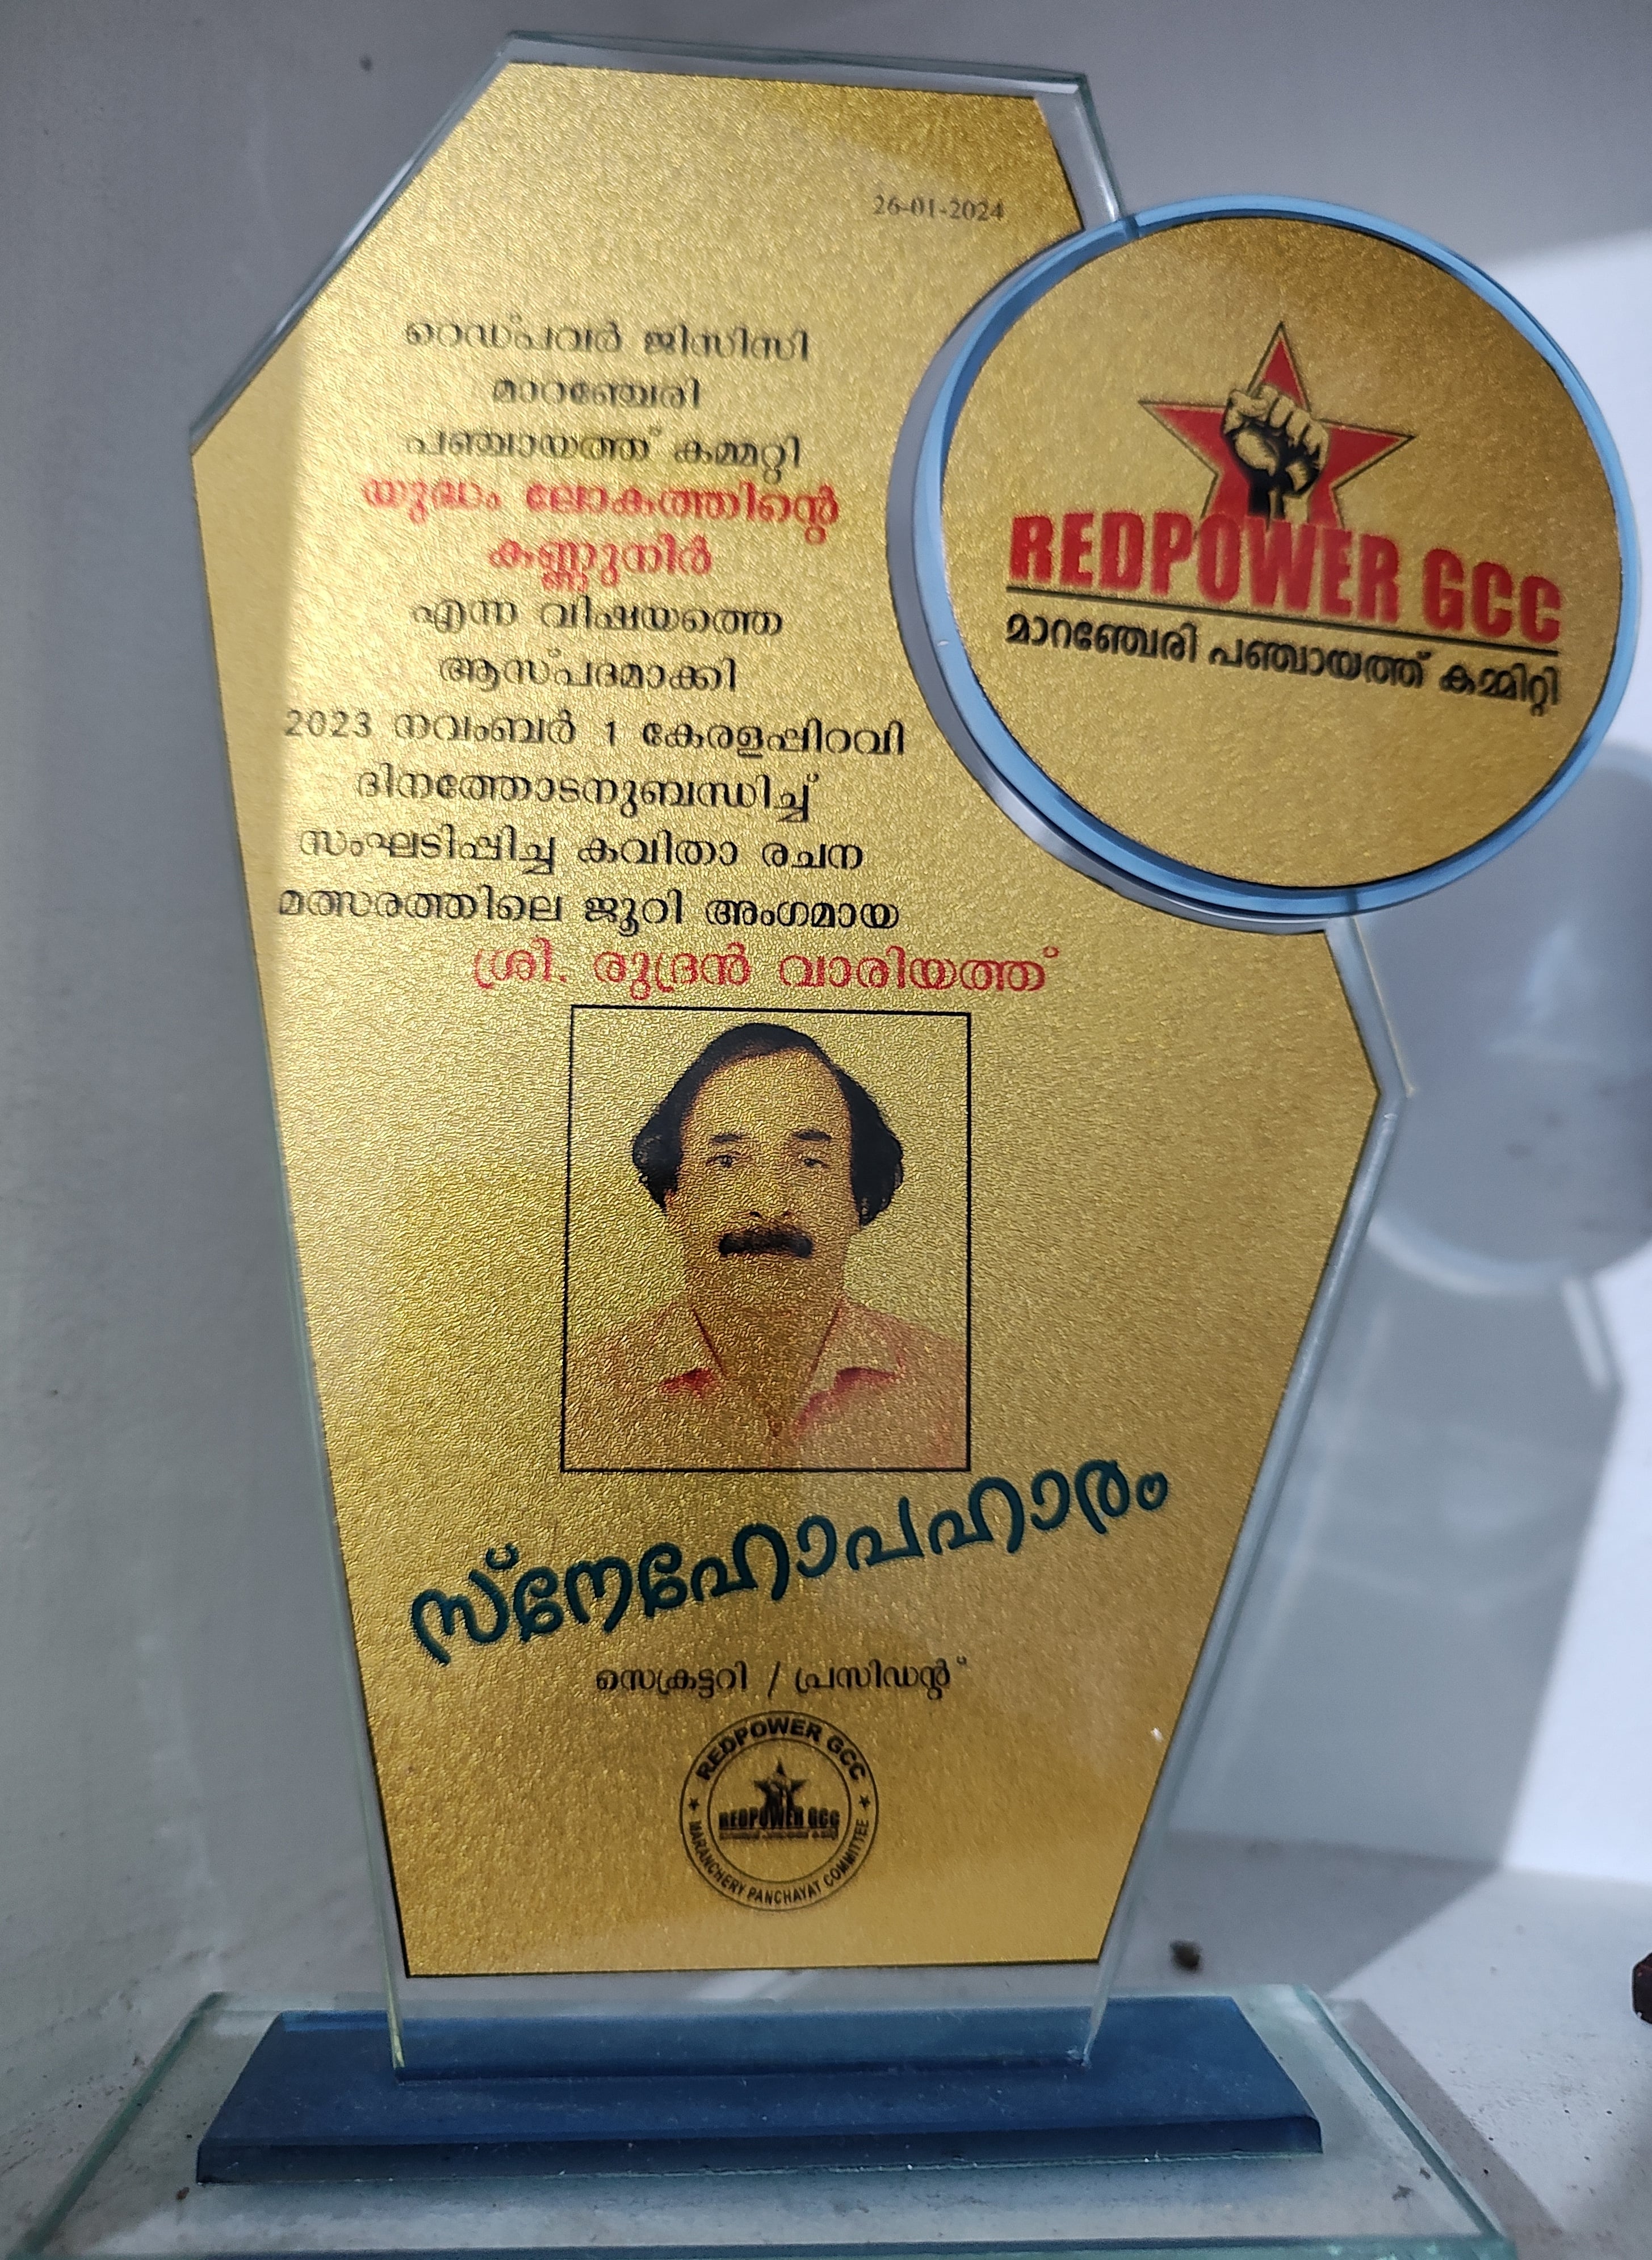 26-01-2024
റെഡ്പവർ ജിസിസി
മാറഞ്ചേരി
പഞ്ചായത്ത് കമ്മറ്റി
യുദ്ധം ലോകത്തിന്റെ
കണ്ണുനീർ
എന്ന വിഷയത്തെ
ആസ്പദമാക്കി
2023 നവംബർ 1 കേരളപ്പിറവി
ദിനത്തോടനുബന്ധിച്ച്
സംഘടിപ്പിച്ച കവിതാ രചന
മത്സരത്തിലെ ജൂറി അംഗമായ
ശ്രീ. രുദ്രൻ വാരിയത്ത്
സ്നേഹോപഹാരം
സെക്രട്ടറി / പ്രസിഡന്റ്
REDPOWER GCC
REDPOWER GCC
MARANCHERY PANCHAYAT COMMITTEE
REDPOWER GCC
മാറഞ്ചേരി പഞ്ചായത്ത് കമ്മിറ്റി